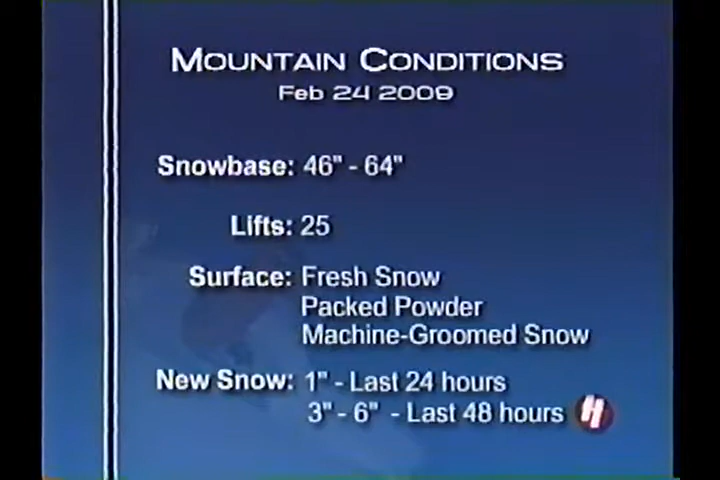 Mountain Conditions
Feb 24 2009
Snowbase: 46" - 64"
Lifts: 25
Surface: Fresh Snow
Packed Powder
Machine-Groomed Snow
New Snow: 1" - Last 24 hours
3" - 6" - Last 48 hours H